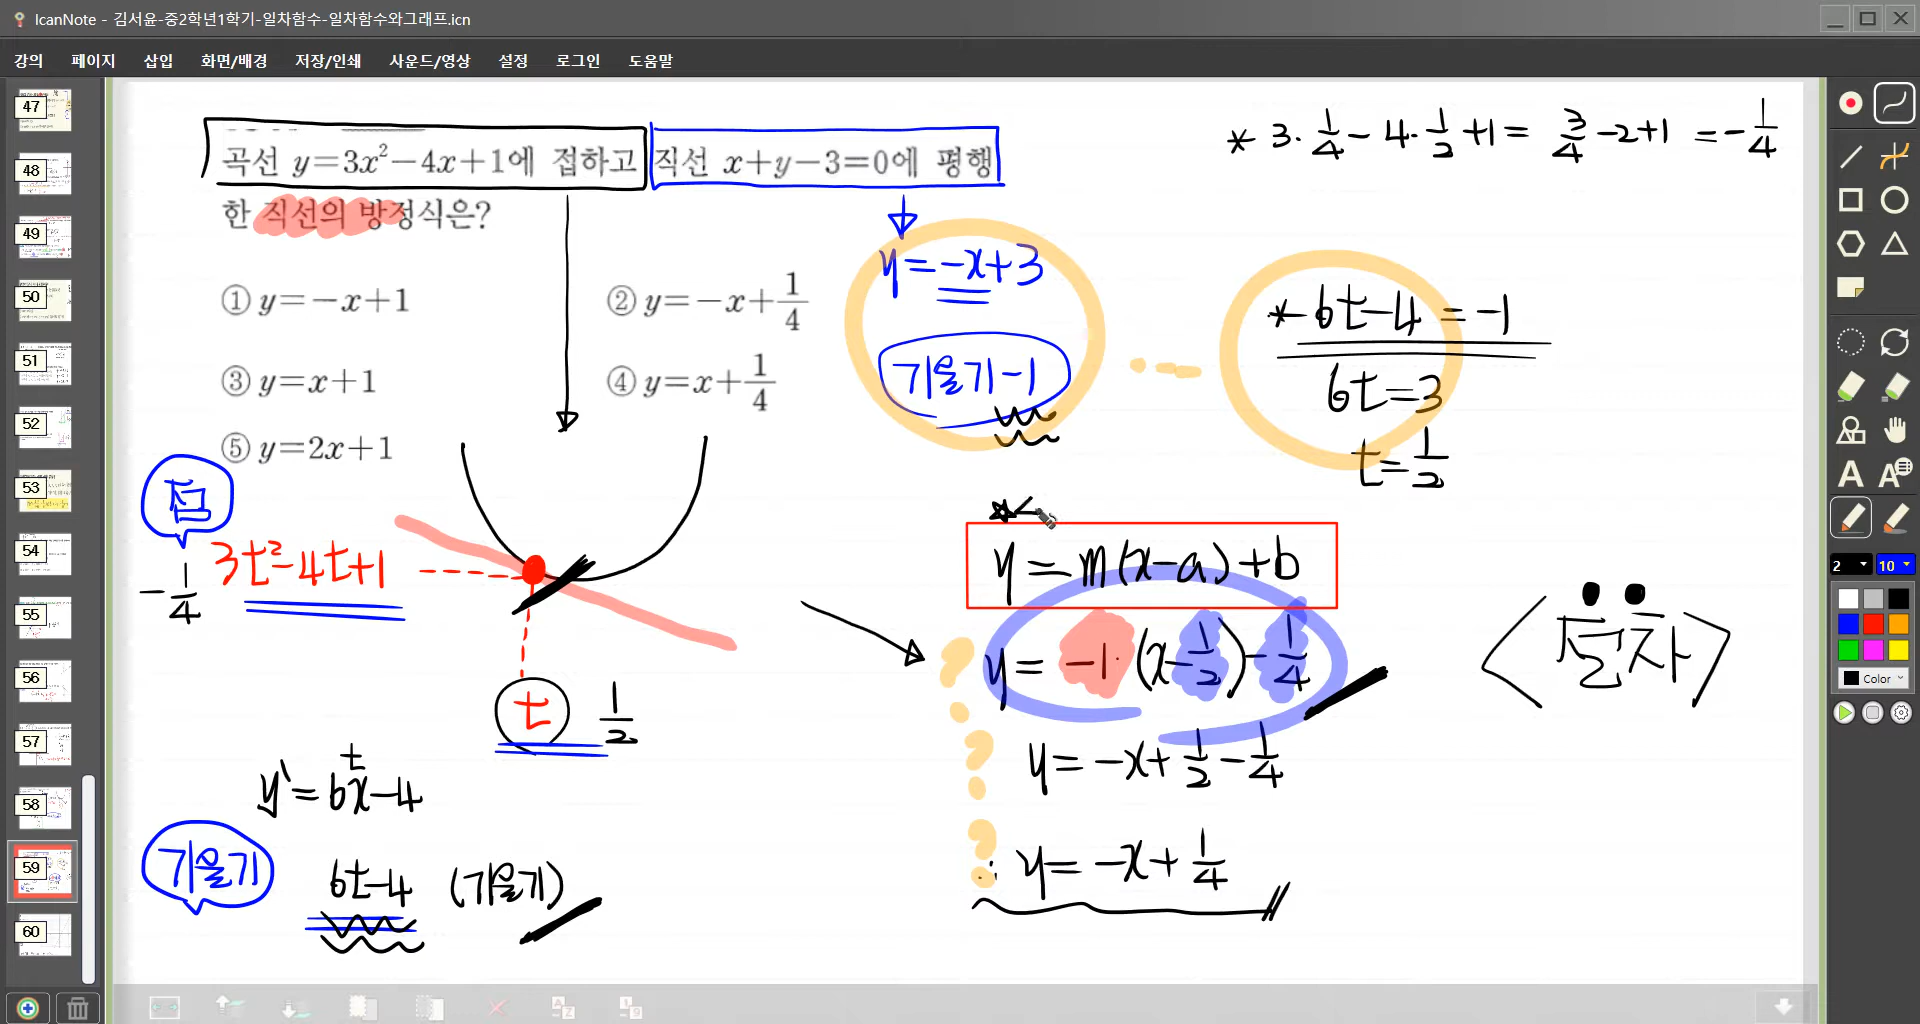 IcanNote - 김서윤-중2학년1학기-일차함수-일차함수와그래프.icn
강의 페이지 삽입 화면/배경 저장/인쇄 사운드/영상 설정 로그인 도움말
47
48
49
50
51
52
53
54
55
56
57
58
59
60
곡선 y=3x²−4x+1에 접하고 직선 x+y−3=0에 평행
한 직선의 방정식은?
① y=−x+1
② y=−x+1/4
③ y=x+1
④ y=x+1/4
⑤ y=2x+1
* 3·1/4−4·1/2+1= 3/4−2+1 =−1/4
y=−x+3
기울기−1
*6t−4=−1
6t=3
t=1/2
점
3t²−4t+1
−1/4
t
1/2
t
y'=6x−4
기울기
6t−4 (기울기)
y=m(x−a)+b
y=−1·(x−1/2)−1/4
y=−x+1/2−1/4
∴ y=−x+1/4
2
10
Color